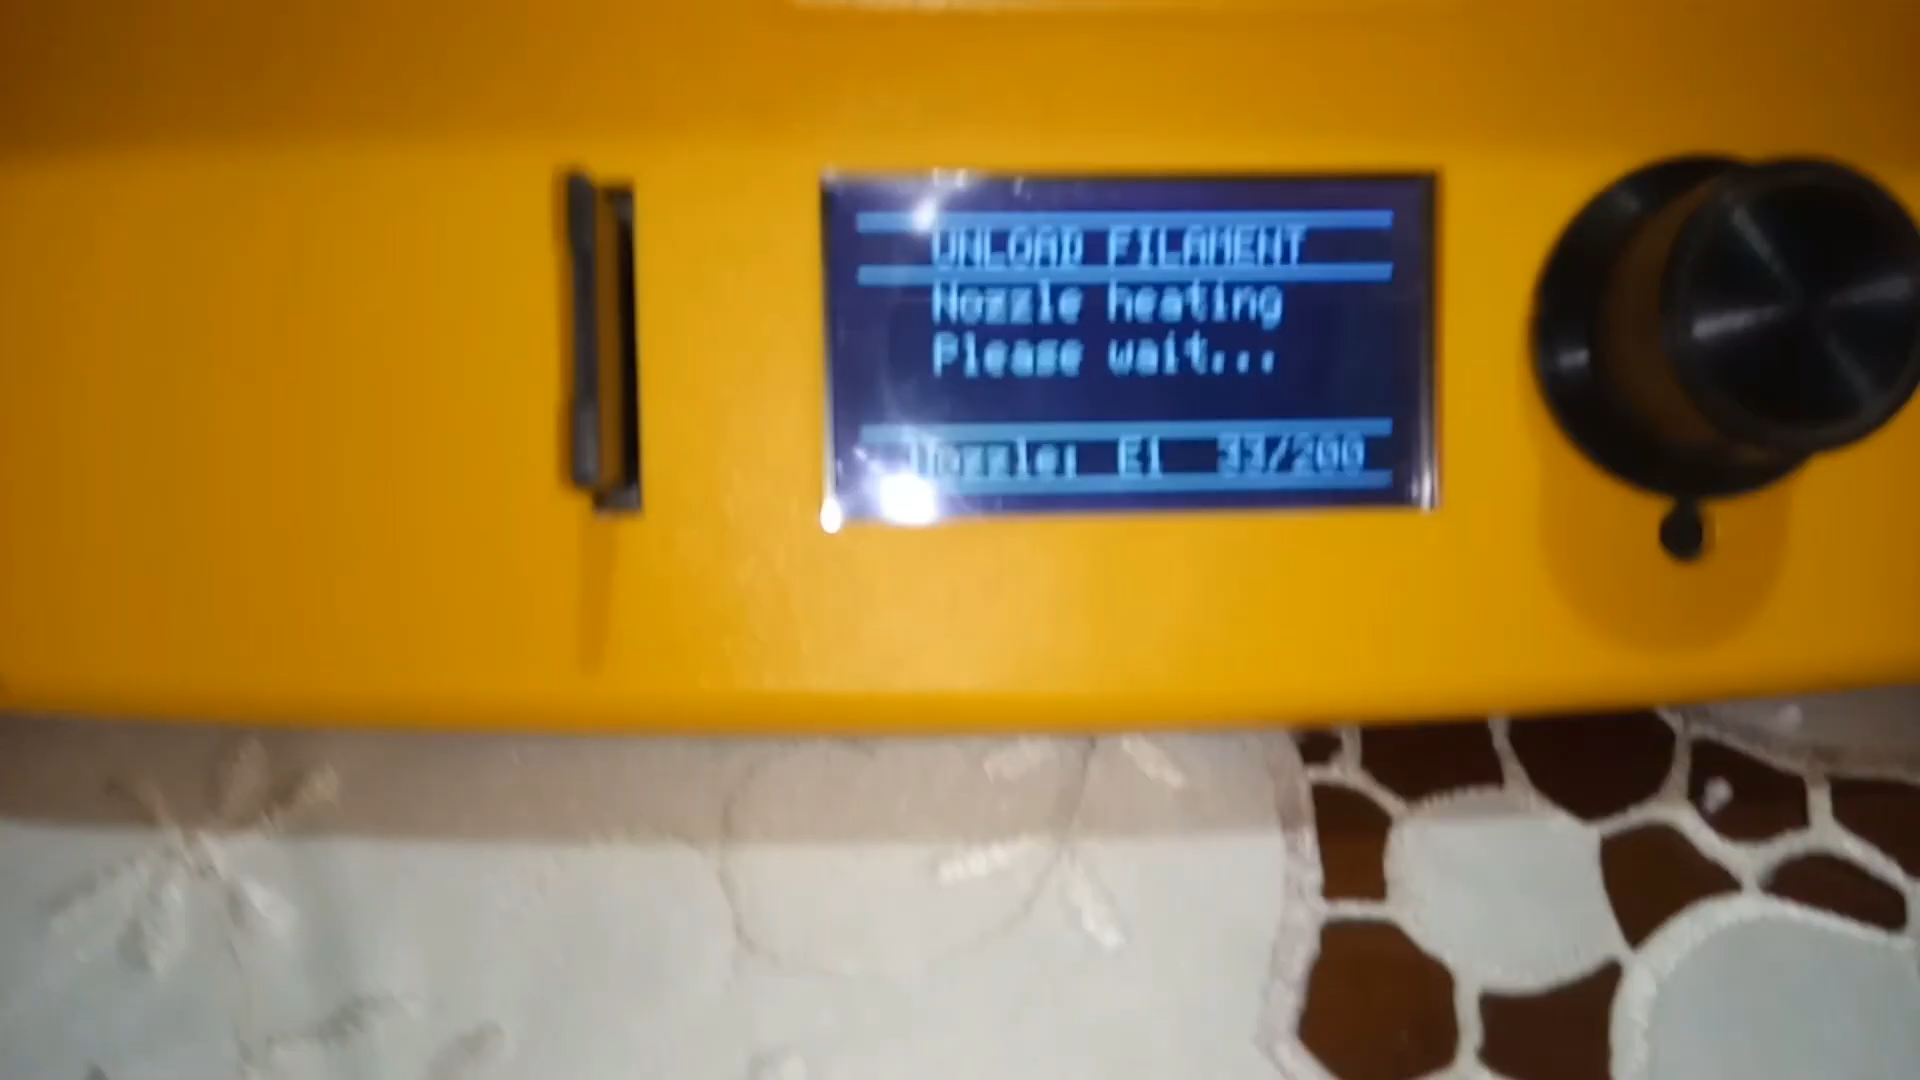 UNLOAD FILAMENT
Nozzle heating
Please wait...
Nozzle: E1 33/200